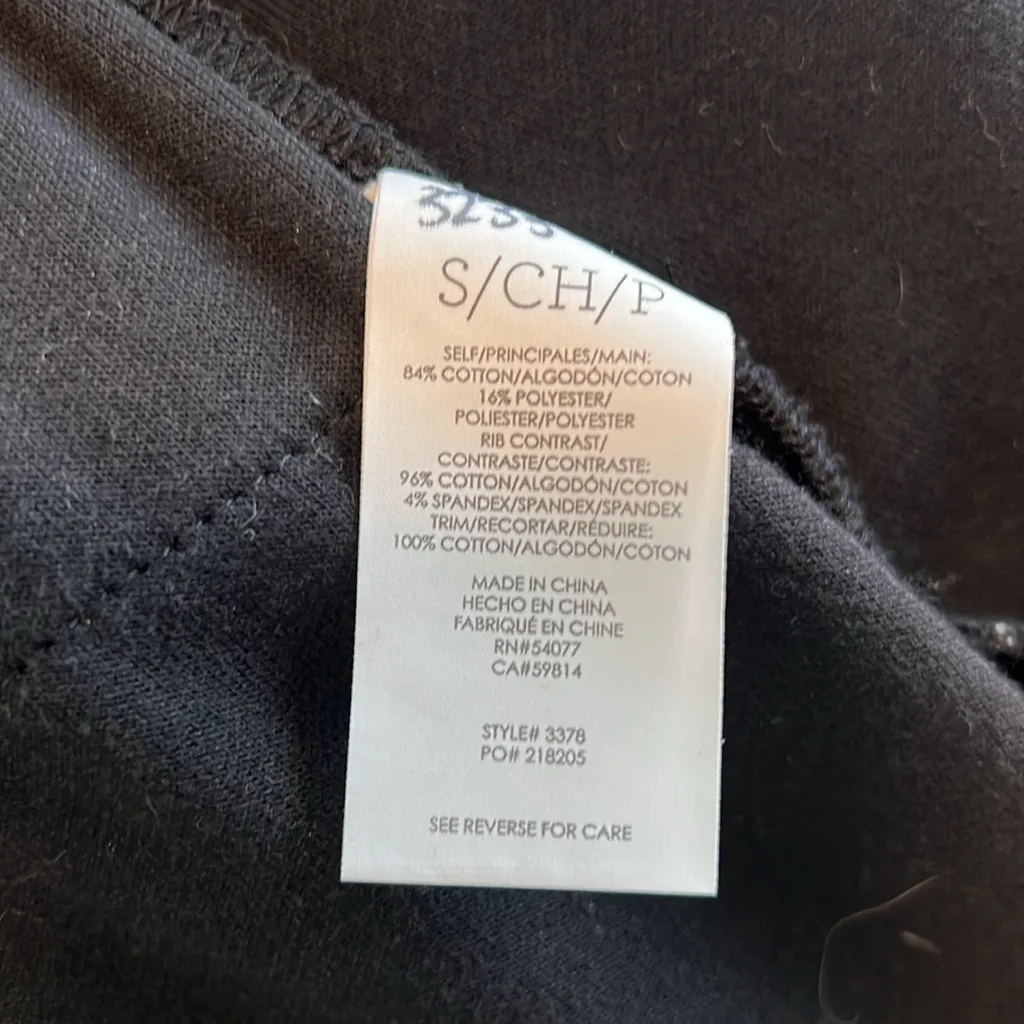 S/CH/P
SELF/PRINCIPALES/MAIN:
84% COTTON/ALGODÓN/COTON
16% POLYESTER/
POLIESTER/POLYESTER
RIB CONTRAST/
CONTRASTE/CONTRASTE:
96% COTTON/ALGODÓN/COTON
4% SPANDEX/SPANDEX/SPANDEX
TRIM/RECORTAR/RÉDUIRE:
100% COTTON/ALGODÓN/COTON
MADE IN CHINA
HECHO EN CHINA
FABRIQUÉ EN CHINE
RN#54077
CA#59814
STYLE# 3378
PO# 218205
SEE REVERSE FOR CARE